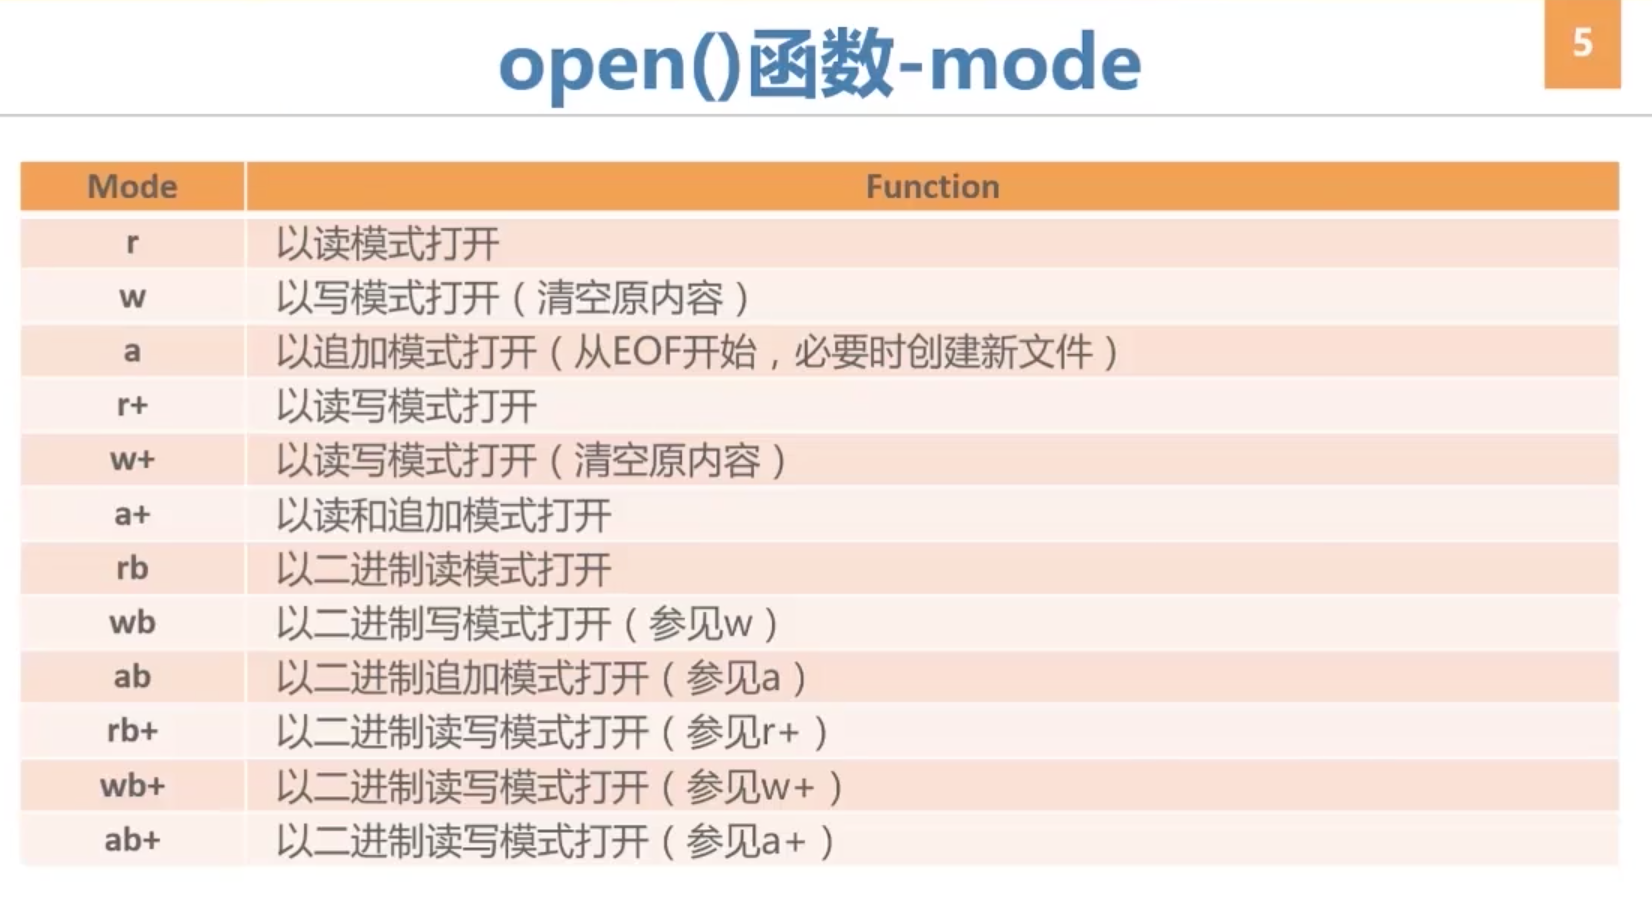 open()函数-mode
5
Mode Function
r 以读模式打开
w 以写模式打开（清空原内容）
a 以追加模式打开（从EOF开始，必要时创建新文件）
r+ 以读写模式打开
w+ 以读写模式打开（清空原内容）
a+ 以读和追加模式打开
rb 以二进制读模式打开
wb 以二进制写模式打开（参见w）
ab 以二进制追加模式打开（参见a）
rb+ 以二进制读写模式打开（参见r+）
wb+ 以二进制读写模式打开（参见w+）
ab+ 以二进制读写模式打开（参见a+）